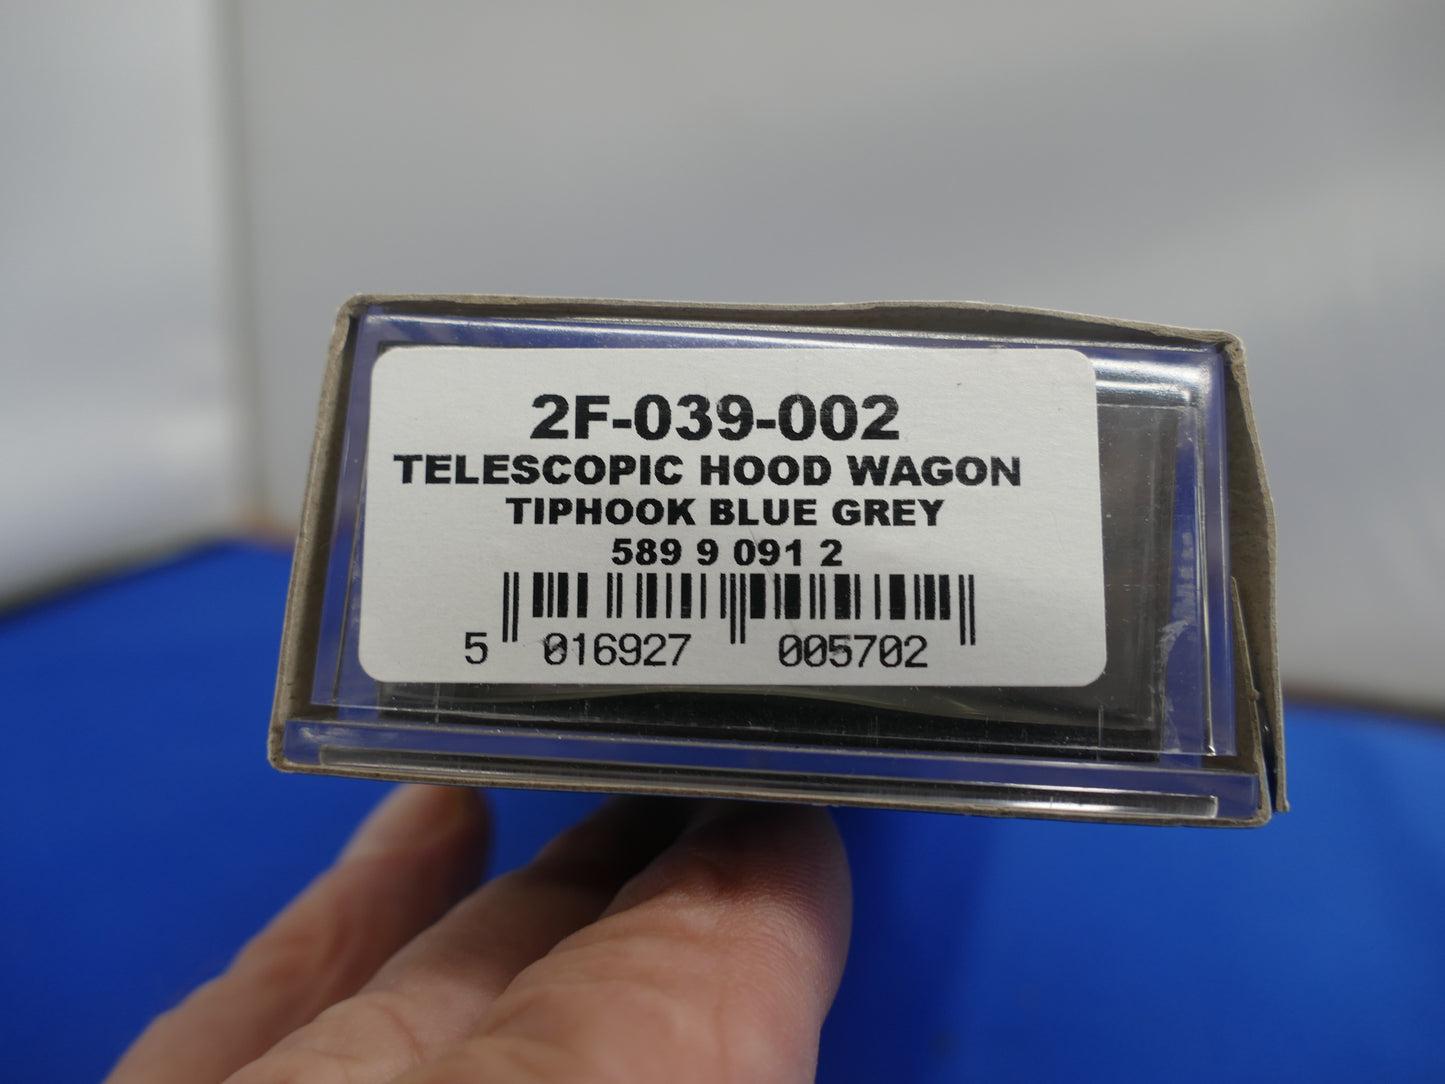 2F-039-002
TELESCOPIC HOOD WAGON
TIPHOOK BLUE GREY
589 9 091 2
5 016927 005702